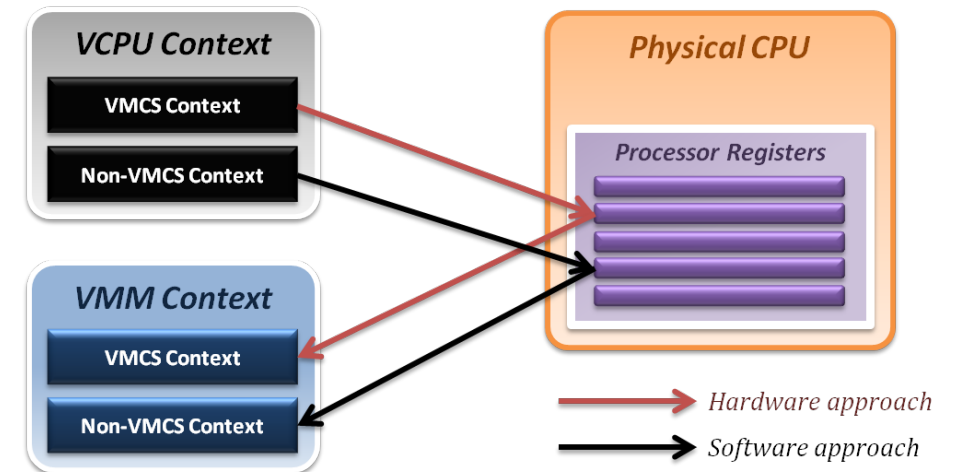 VCPU Context
VMCS Context
Non-VMCS Context
VMM Context
VMCS Context
Non-VMCS Context
Physical CPU
Processor Registers
Hardware approach
Software approach